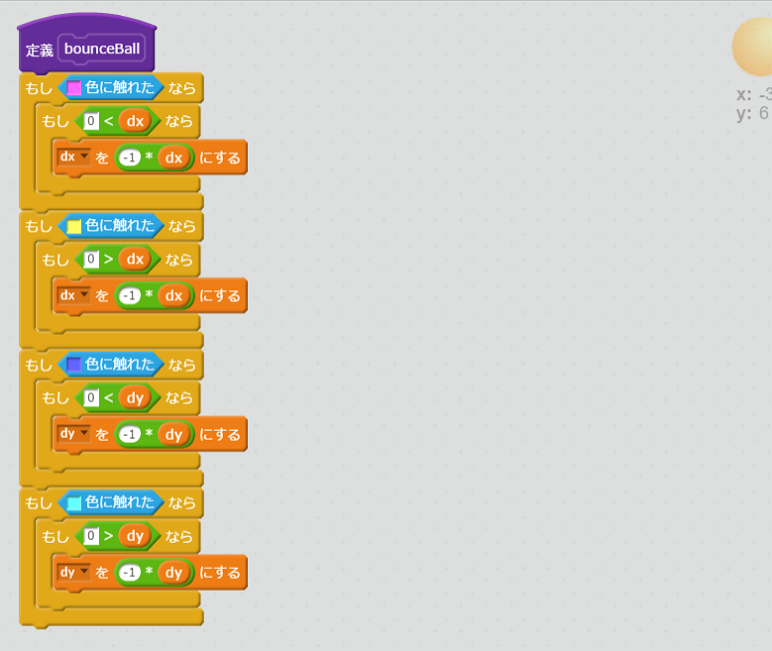 定義 bounceBall
もし 色に触れた なら
もし 0 < dx なら
dx を -1 * dx にする
もし 色に触れた なら
もし 0 > dx なら
dx を -1 * dx にする
もし 色に触れた なら
もし 0 < dy なら
dy を -1 * dy にする
もし 色に触れた なら
もし 0 > dy なら
dy を -1 * dy にする
x: -3
y: 6